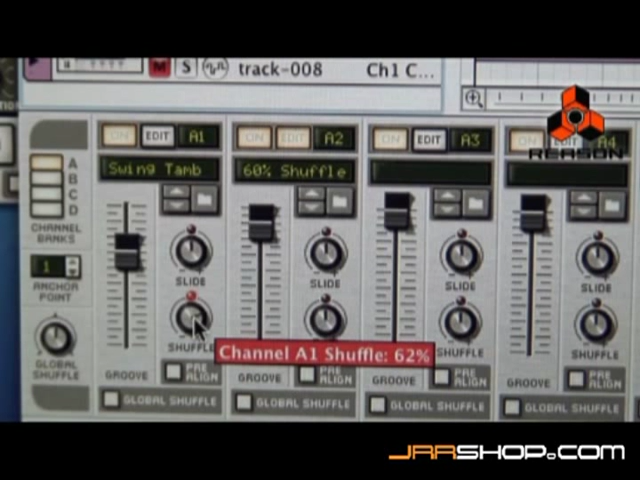 M S track-008 Ch1 C...
REASON
ON EDIT A1 ON EDIT A2 ON EDIT A3 ON EDIT A4
Swing Tamb 60% Shuffle
A
B
C
D
CHANNEL BANKS
1
ANCHOR POINT
SLIDE SLIDE SLIDE SLIDE
GLOBAL SHUFFLE
SHUFFLE SHUFFLE SHUFFLE
Channel A1 Shuffle: 62%
GROOVE PRE ALIGN GROOVE PRE ALIGN GROOVE PRE ALIGN GROOVE PRE ALIGN
GLOBAL SHUFFLE GLOBAL SHUFFLE GLOBAL SHUFFLE GLOBAL SHUFFLE
JRRSHOP.COM